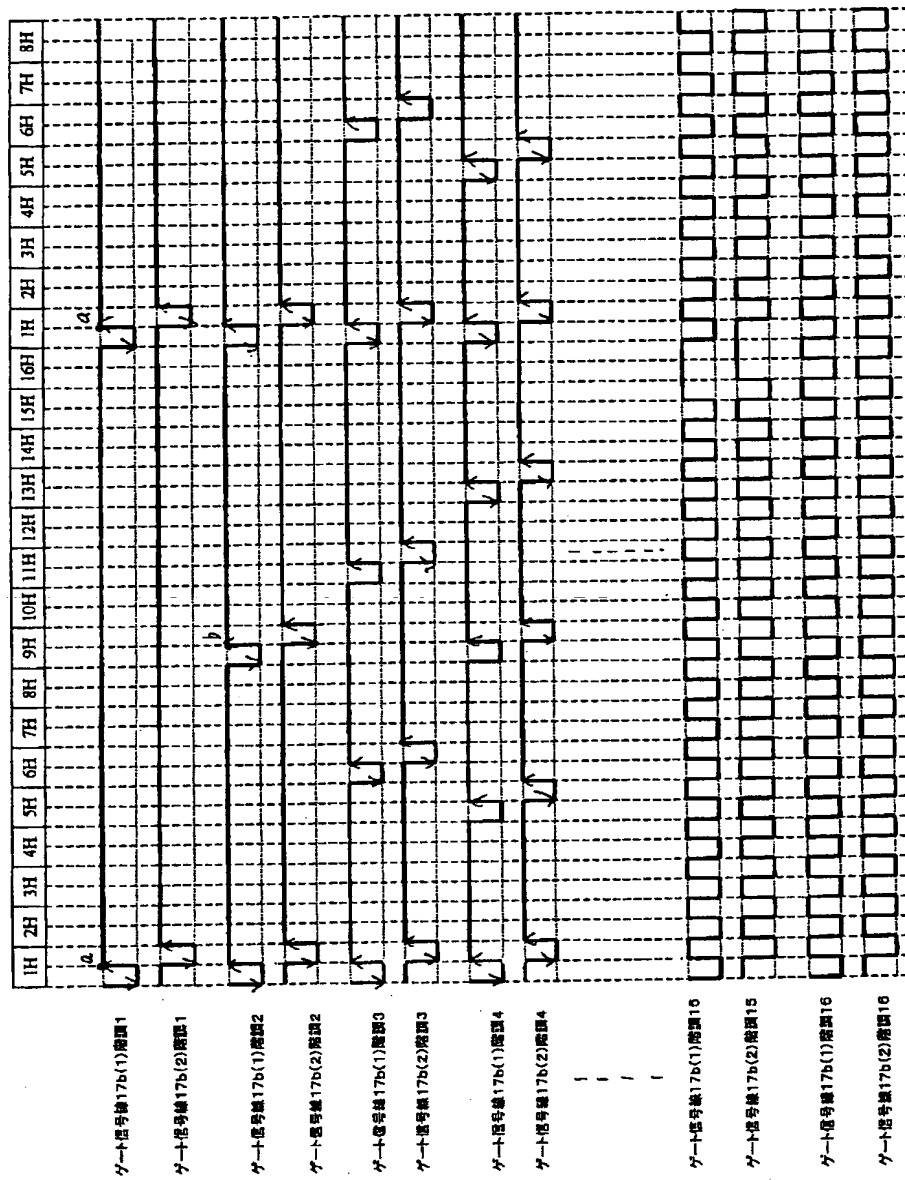 1H 2H 3H 4H 5H 6H 7H 8H 9H 10H 11H 12H 13H 14H 15H 16H 1H 2H 3H 4H 5H 6H 7H 8H
a
a
ゲート信号線17b(1)階調1
ゲート信号線17b(2)階調1
b
ゲート信号線17b(1)階調2
ゲート信号線17b(2)階調2
ゲート信号線17b(1)階調3
ゲート信号線17b(2)階調3
ゲート信号線17b(1)階調4
ゲート信号線17b(2)階調4
ゲート信号線17b(1)階調15
ゲート信号線17b(2)階調15
ゲート信号線17b(1)階調16
ゲート信号線17b(2)階調16